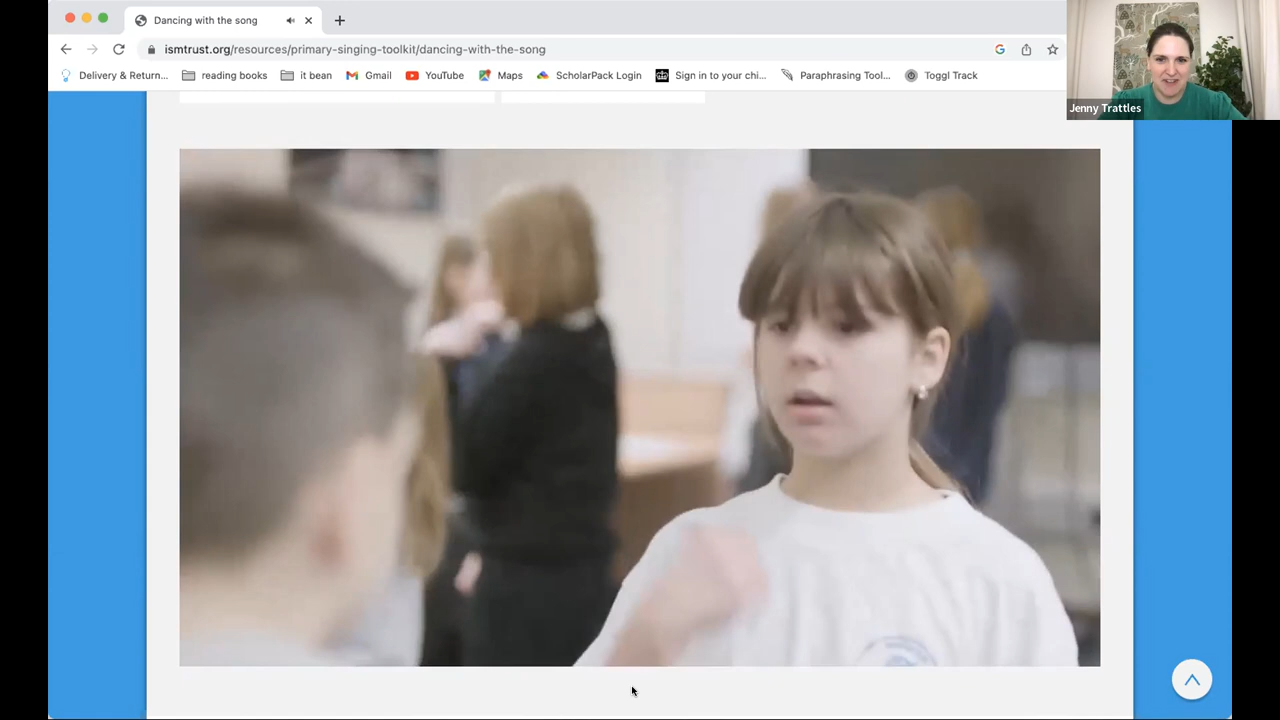 Dancing with the song
ismtrust.org/resources/primary-singing-toolkit/dancing-with-the-song
Delivery & Return... reading books it bean Gmail YouTube Maps ScholarPack Login Sign in to your chi... Paraphrasing Tool... Toggl Track
Jenny Trattles